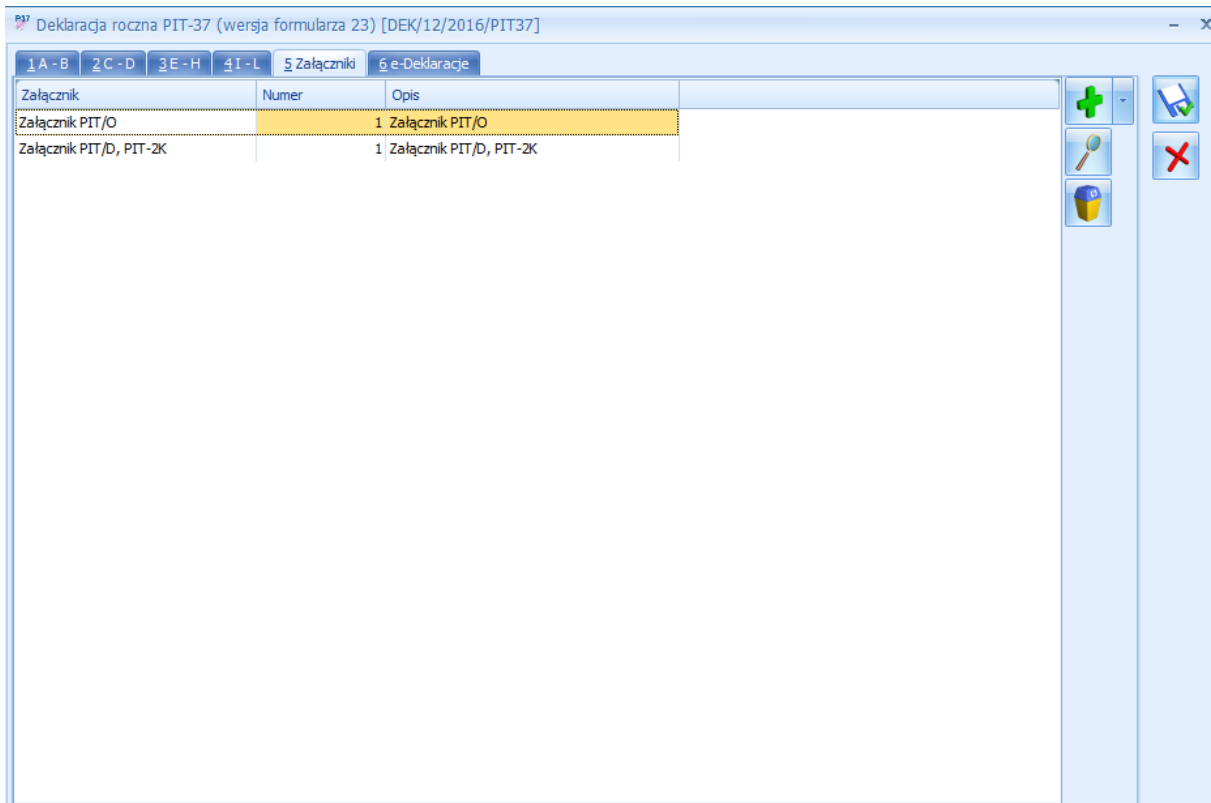 P37 Deklaracja roczna PIT-37 (wersja formularza 23) [DEK/12/2016/PIT37]
1 A - B 2 C - D 3 E - H 4 I - L 5 Załączniki 6 e-Deklaracje
Załącznik Numer Opis
Załącznik PIT/O 1 Załącznik PIT/O
Załącznik PIT/D, PIT-2K 1 Załącznik PIT/D, PIT-2K